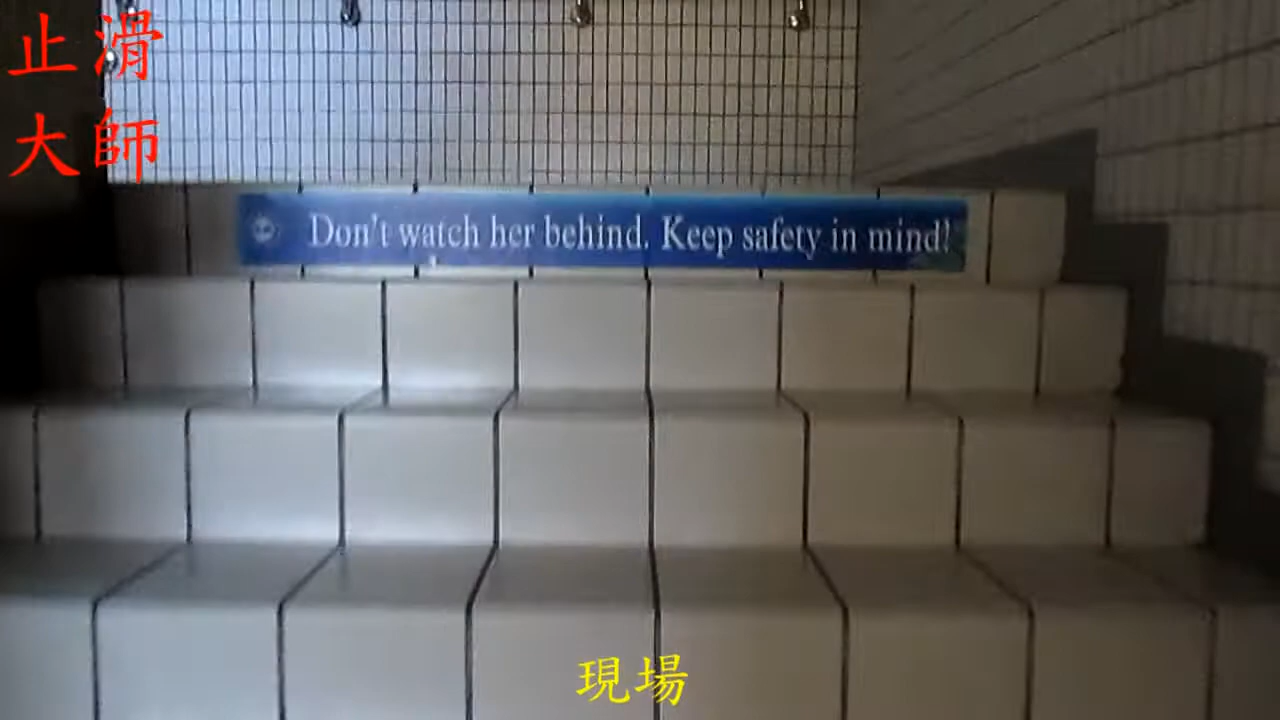 止滑
大師
Don't watch her behind. Keep safety in mind!
現場